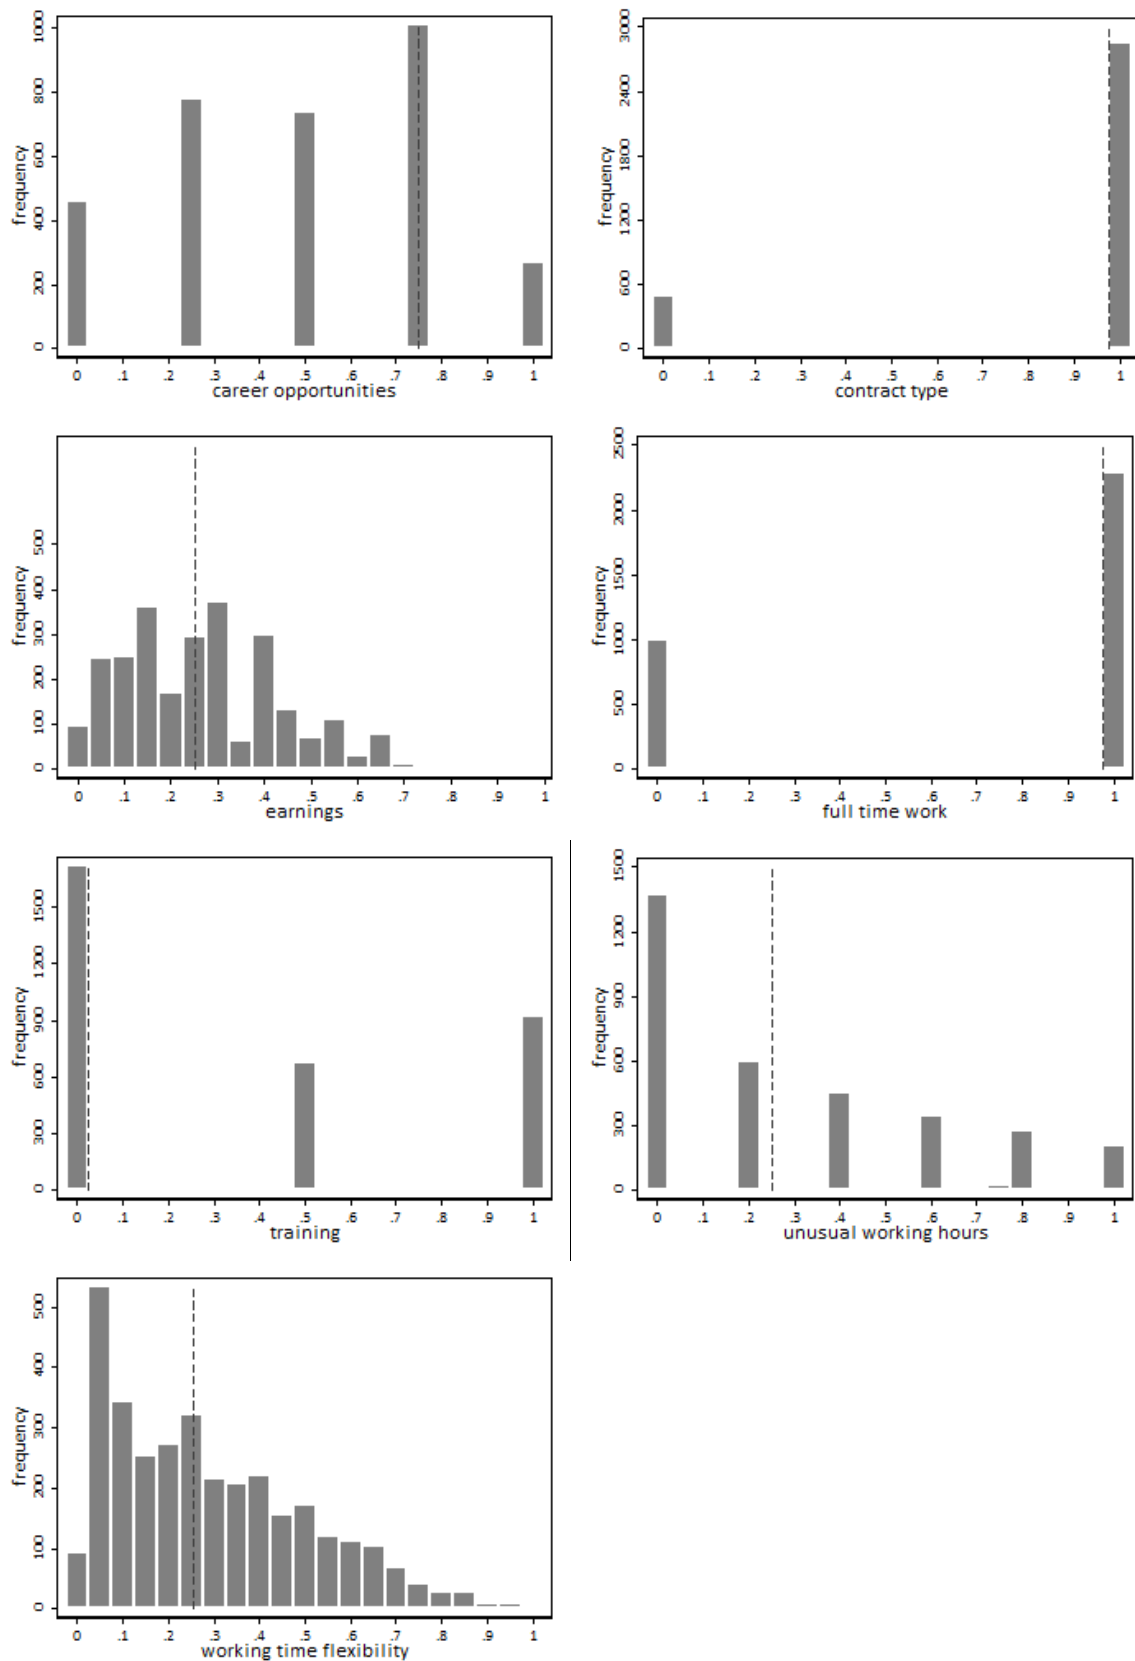 1000
800
600
400
200
0
frequency
0 .1 .2 .3 .4 .5 .6 .7 .8 .9 1
career opportunities
3000
2400
1800
1200
600
0
frequency
0 .1 .2 .3 .4 .5 .6 .7 .8 .9 1
contract type
500
400
300
200
100
0
frequency
0 .1 .2 .3 .4 .5 .6 .7 .8 .9 1
earnings
2500
2000
1500
1000
500
0
frequency
0 .1 .2 .3 .4 .5 .6 .7 .8 .9 1
full time work
1500
1200
900
600
300
0
frequency
0 .1 .2 .3 .4 .5 .6 .7 .8 .9 1
training
1500
1200
900
600
300
0
frequency
0 .1 .2 .3 .4 .5 .6 .7 .8 .9 1
unusual working hours
500
400
300
200
100
0
frequency
0 .1 .2 .3 .4 .5 .6 .7 .8 .9 1
working time flexibility